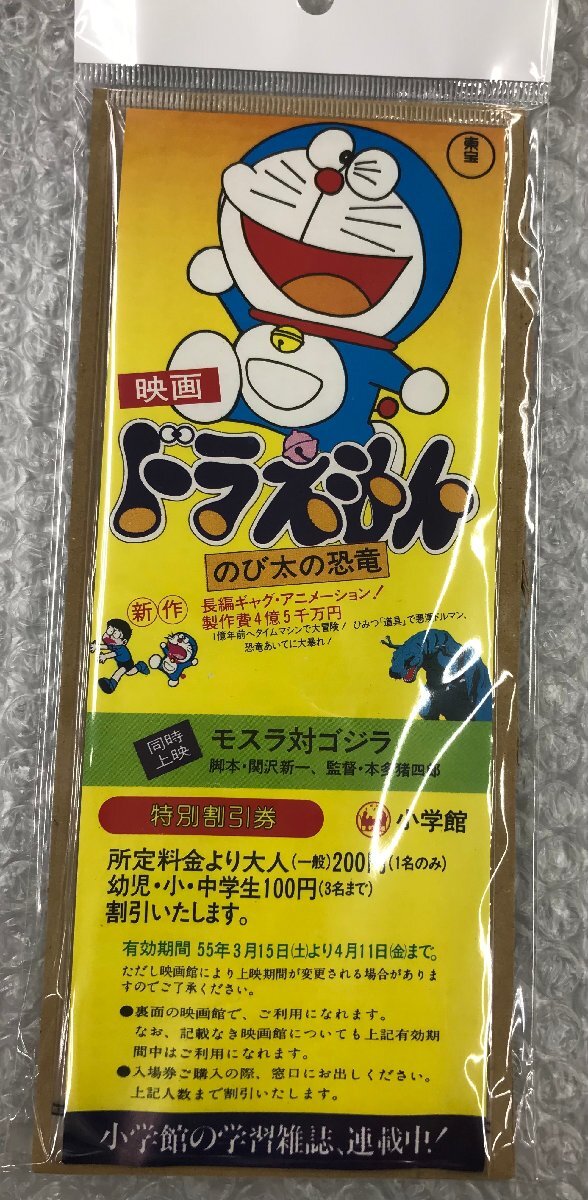 東宝
映画
ドラえもん
のび太の恐竜
新作
長編ギャグ・アニメーション!
製作費4億5千万円
1億年前へタイムマシンで大冒険! ひみつ「道具」で悪漢ドルマン、
恐竜あいてに大暴れ!
同時
上映
モスラ対ゴジラ
脚本・関沢新一、監督・本多猪四郎
特別割引券
小学館
所定料金より大人(一般)200円(1名のみ)
幼児・小・中学生100円(3名まで)
割引いたします。
有効期間 55年3月15日(土)より4月11日(金)まで。
ただし映画館により上映期間が変更される場合がありま
すのでご了承ください。
●裏面の映画館で、ご利用になれます。
なお、記載なき映画館についても上記有効期
間中はご利用になれます。
●入場券ご購入の際、窓口にお出しください。
上記人数まで割引いたします。
小学館の学習雑誌、連載中!